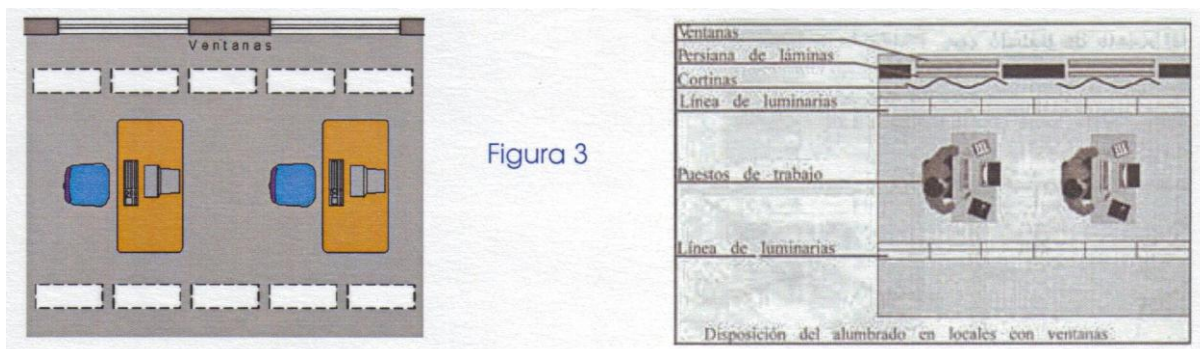 Ventanas
Figura 3
Ventanas
Persiana de láminas
Cortinas
Línea de luminarias
Puestos de trabajo
Línea de luminarias
Disposición del alumbrado en locales con ventanas